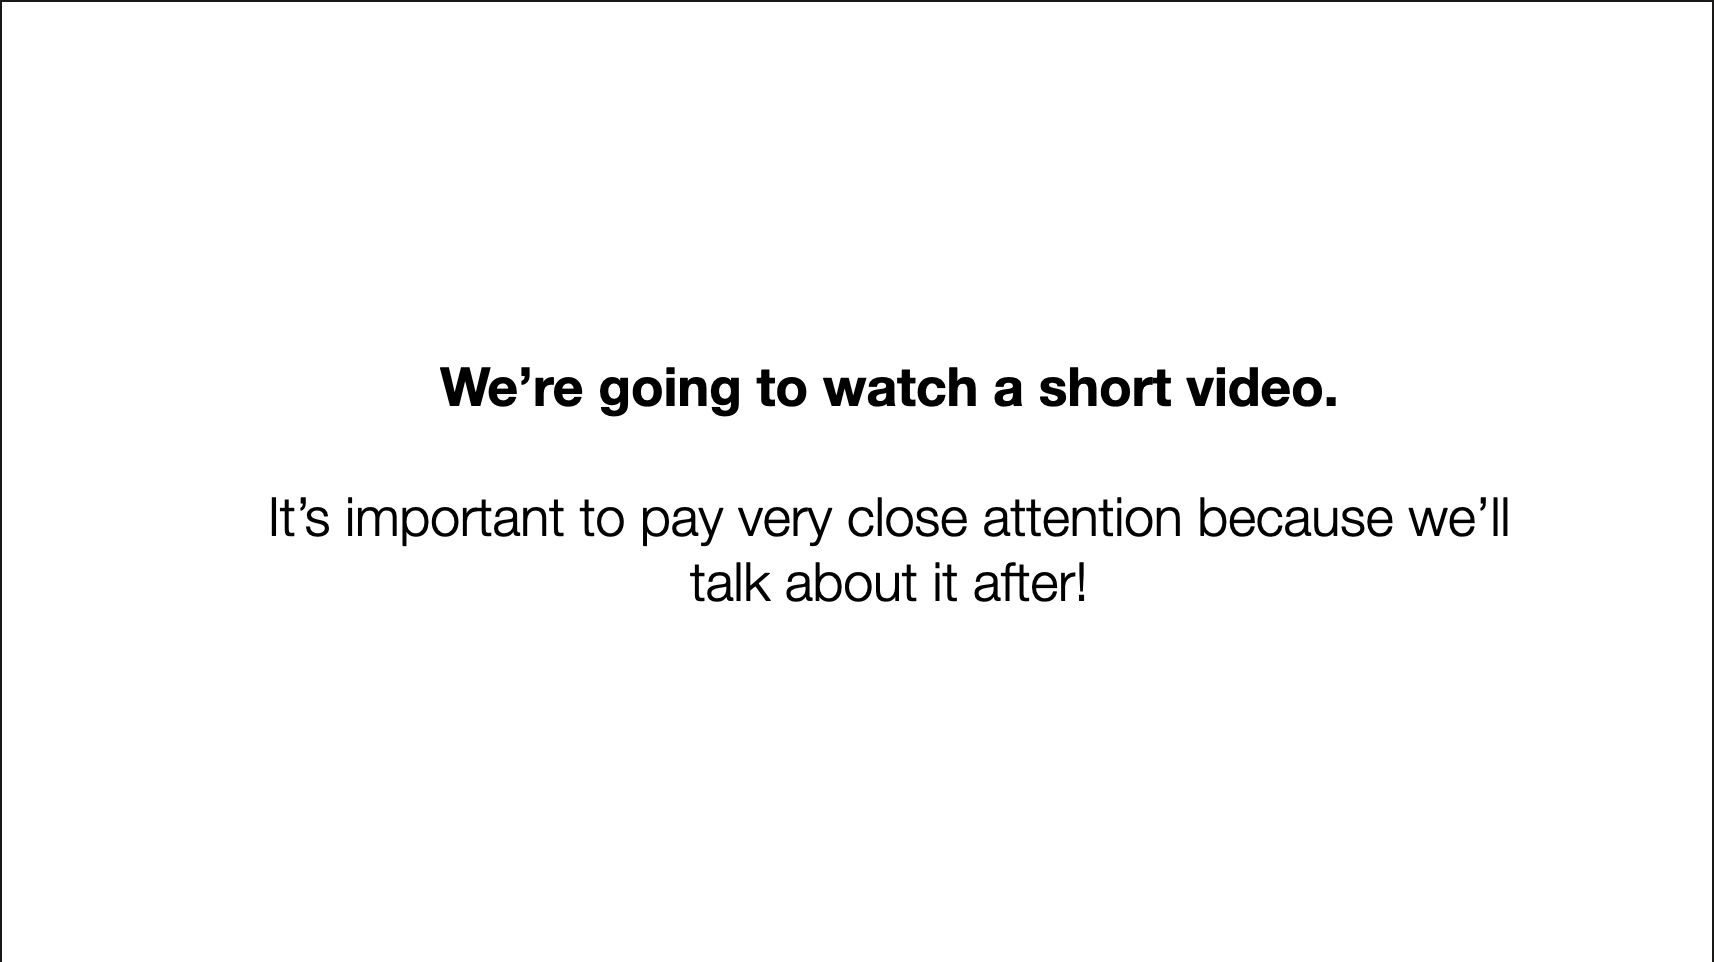 We’re going to watch a short video.
It’s important to pay very close attention because we’ll
talk about it after!